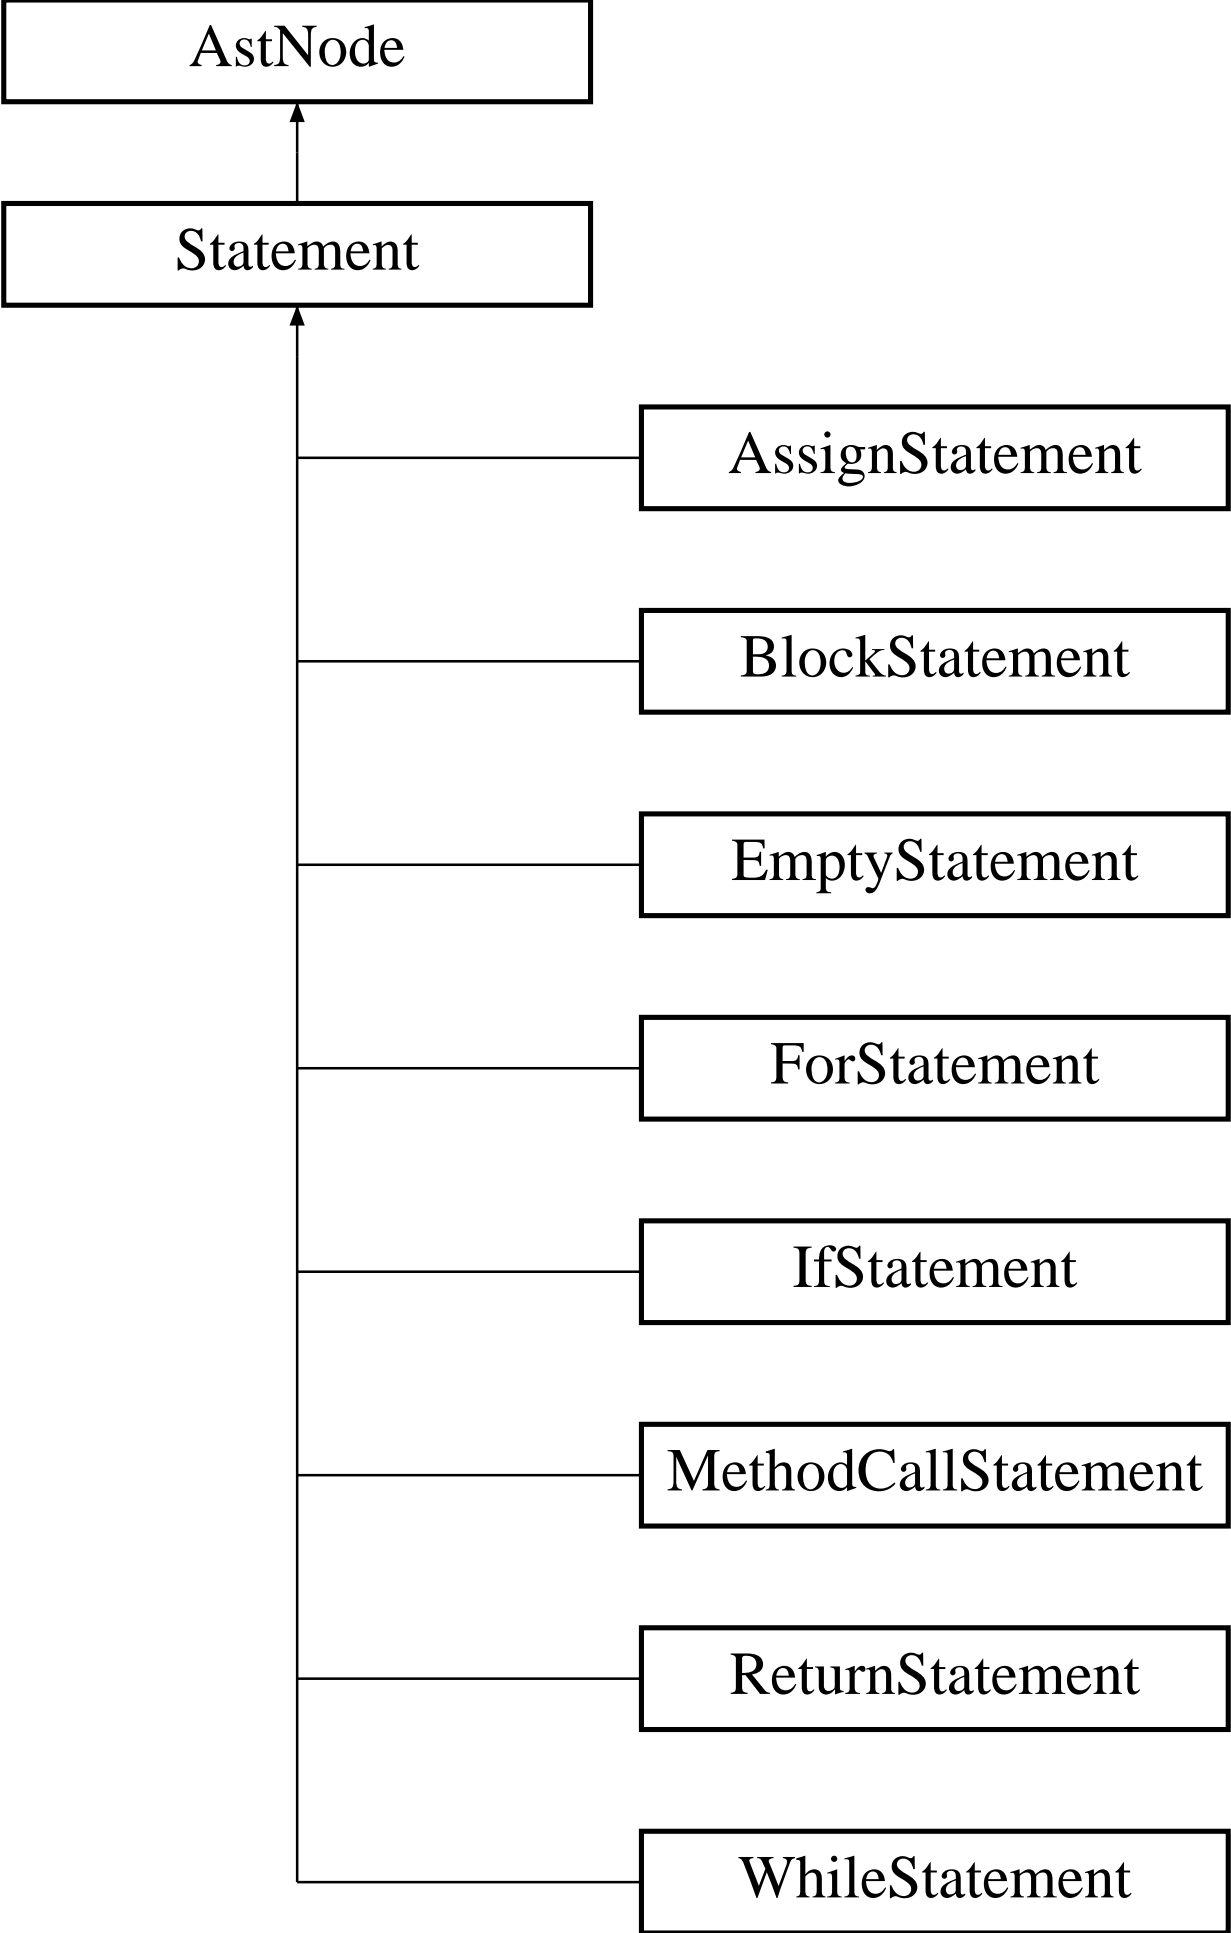 AstNode
Statement
AssignStatement
BlockStatement
EmptyStatement
ForStatement
IfStatement
MethodCallStatement
ReturnStatement
WhileStatement